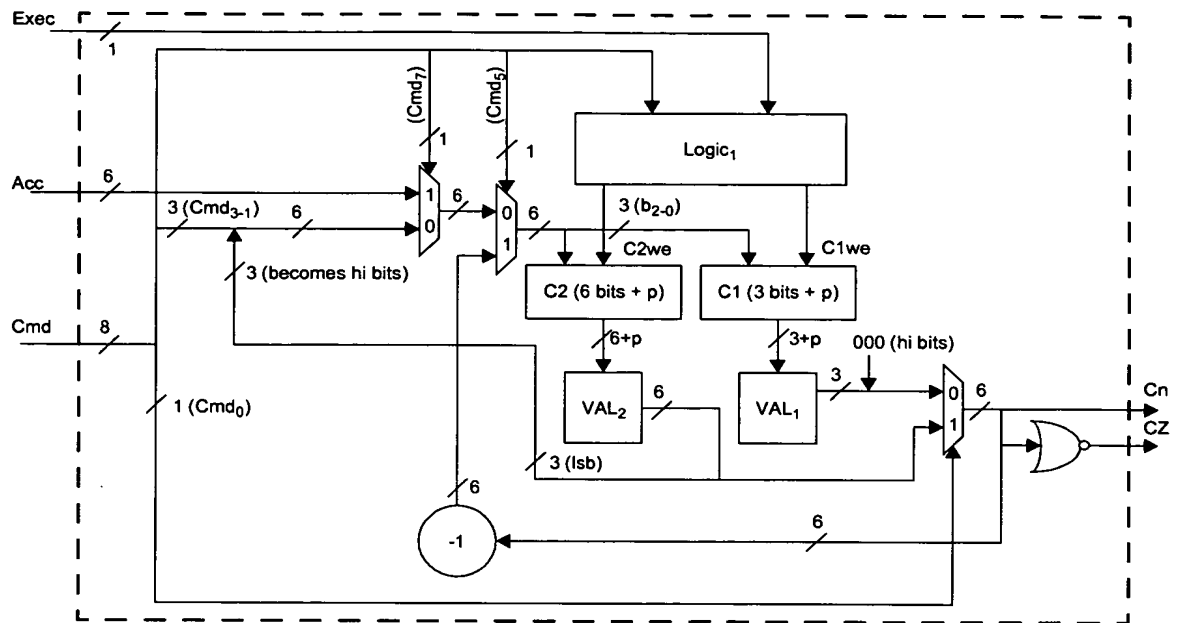 Exec
1
(Cmd7)
1
(Cmd5)
1
Logic1
Acc
6
1
0
6
0
1
6
3 (b2-0)
3 (Cmd3-1)
6
C2we
C1we
3 (becomes hi bits)
C2 (6 bits + p)
C1 (3 bits + p)
Cmd
8
6+p
3+p
000 (hi bits)
1 (Cmd0)
VAL2
6
VAL1
3
0
1
6
Cn
CZ
3 (lsb)
6
-1
6